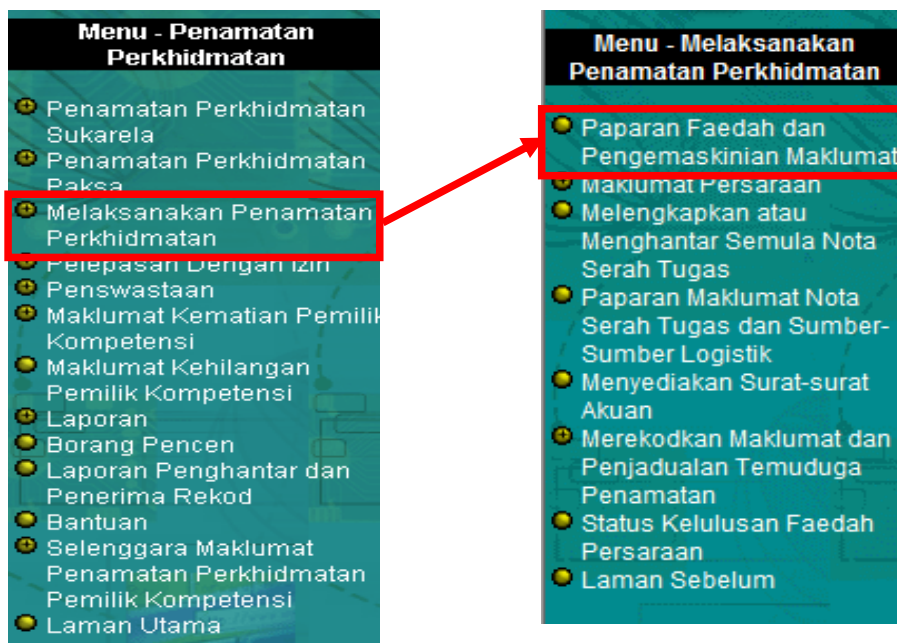 Menu - Penamatan
Perkhidmatan
Penamatan Perkhidmatan
Sukarela
Penamatan Perkhidmatan
Paksa
Melaksanakan Penamatan
Perkhidmatan
Pelepasan Dengan Izin
Penswastaan
Maklumat Kematian Pemilik
Kompetensi
Maklumat Kehilangan
Pemilik Kompetensi
Laporan
Borang Pencen
Laporan Penghantar dan
Penerima Rekod
Bantuan
Selenggara Maklumat
Penamatan Perkhidmatan
Pemilik Kompetensi
Laman Utama
Menu - Melaksanakan
Penamatan Perkhidmatan
Paparan Faedah dan
Pengemaskinian Maklumat
Maklumat Persaraan
Melengkapkan atau
Menghantar Semula Nota
Serah Tugas
Paparan Maklumat Nota
Serah Tugas dan Sumber-
Sumber Logistik
Menyediakan Surat-surat
Akuan
Merekodkan Maklumat dan
Penjadualan Temuduga
Penamatan
Status Kelulusan Faedah
Persaraan
Laman Sebelum